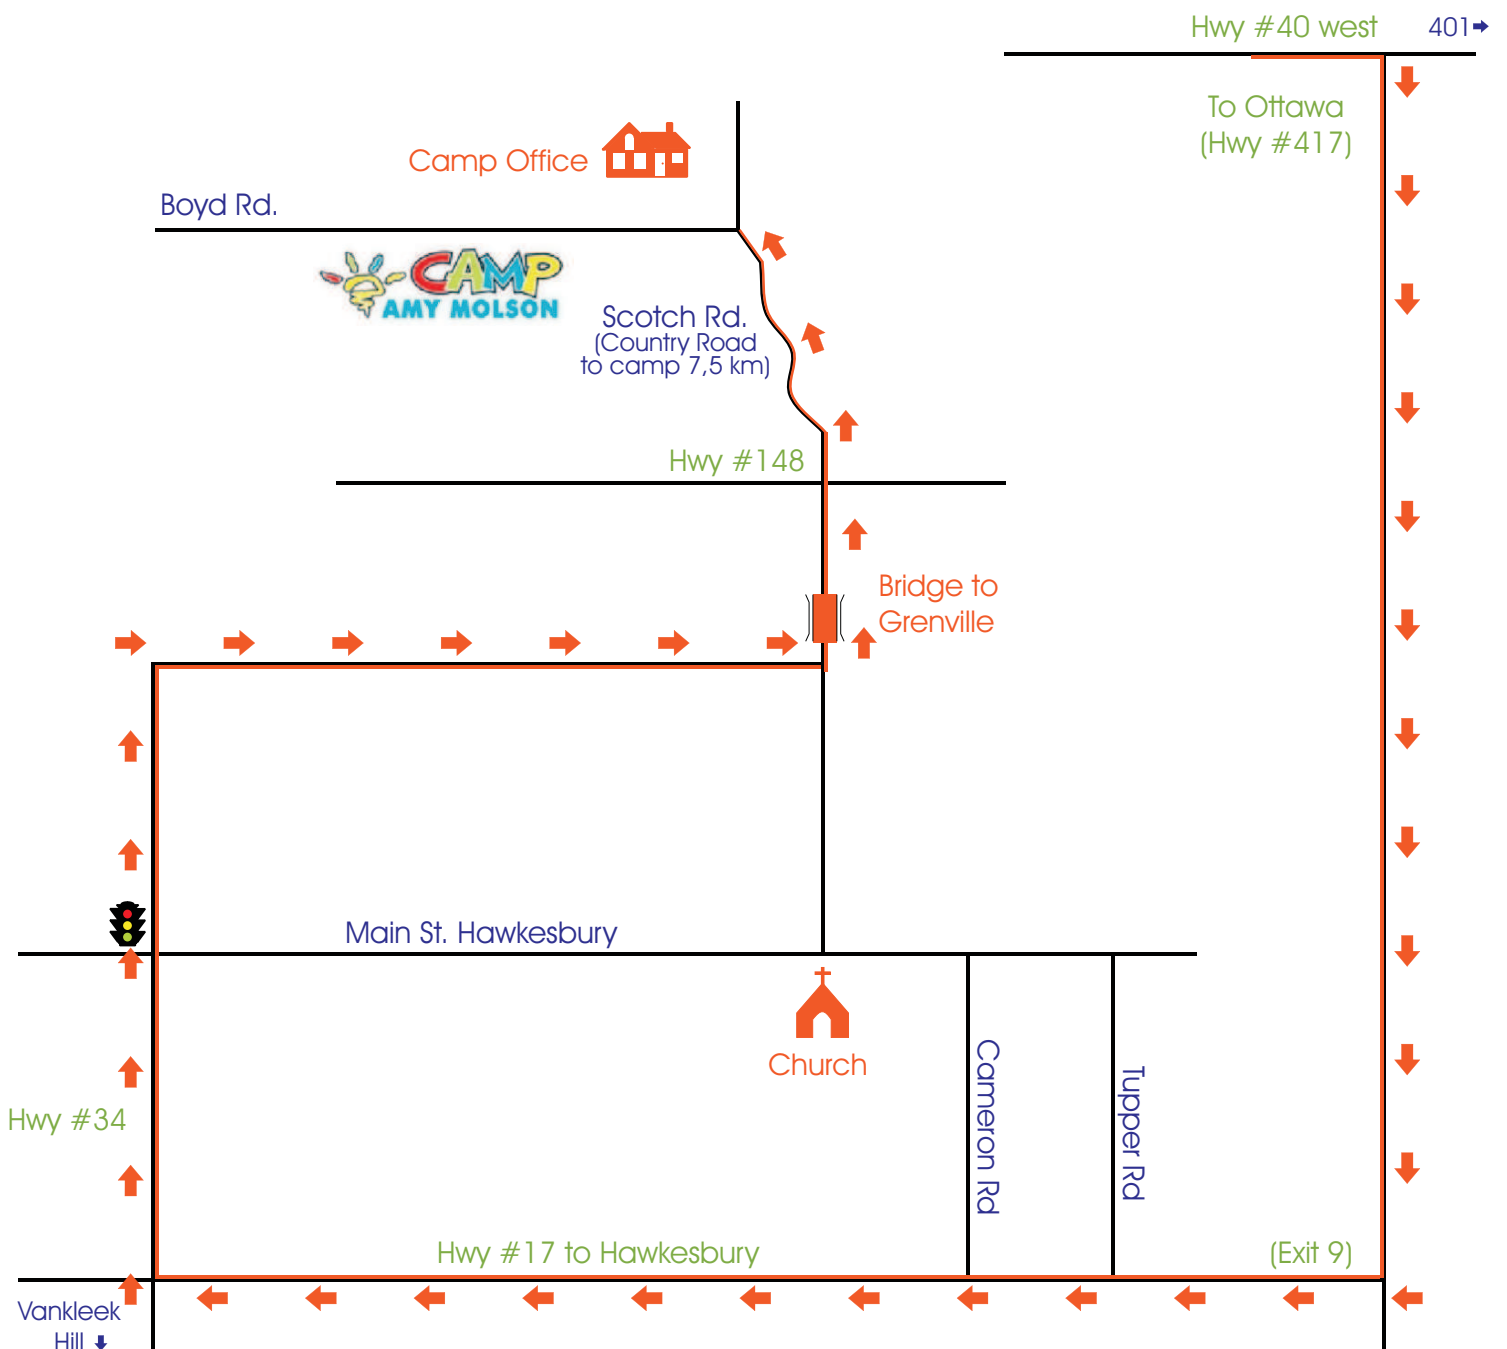 Hwy #40 west
401
To Ottawa
(Hwy #417)
Camp Office
Boyd Rd.
CAMP
AMY MOLSON
Scotch Rd.
(Country Road
to camp 7,5 km)
Hwy #148
Bridge to
Grenville
Main St. Hawkesbury
Church
Cameron Rd
Tupper Rd
Hwy #34
Hwy #17 to Hawkesbury
(Exit 9)
Vankleek
Hill